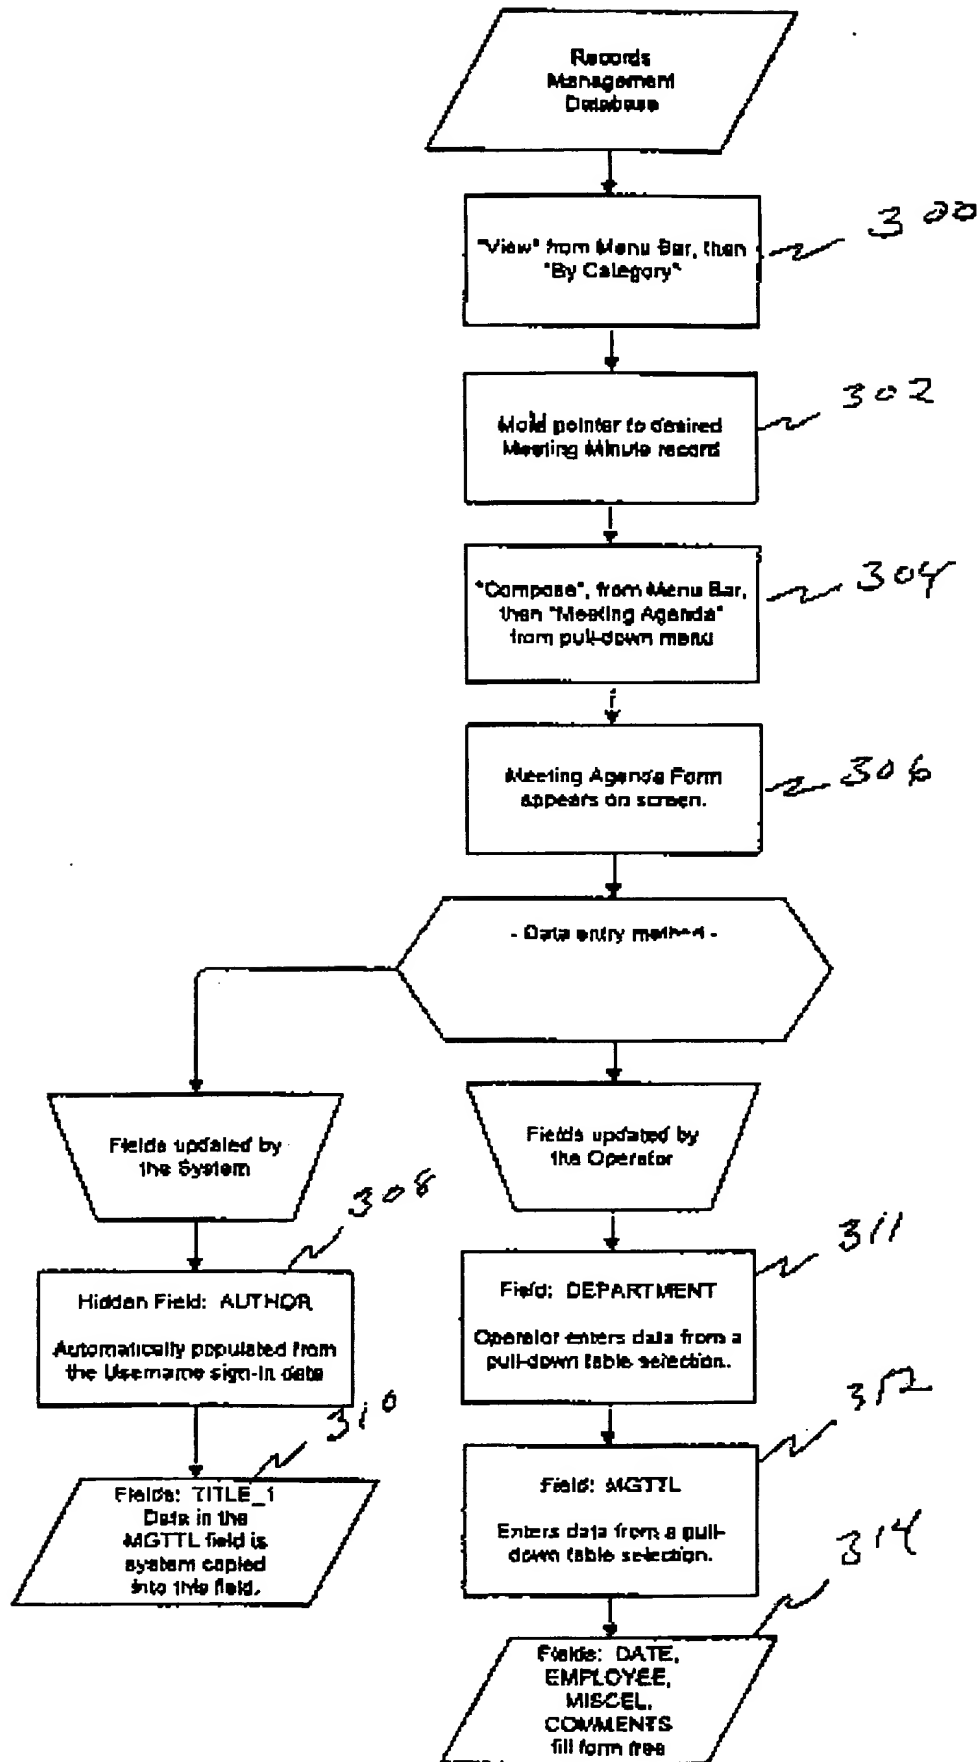 Records
Management
Database
"View" from Menu Bar, then
"By Category"
300
Mold pointer to desired
Meeting Minute record
302
"Compose", from Menu Bar,
then "Meeting Agenda"
from pull-down menu
304
Meeting Agenda Form
appears on screen.
306
- Data entry method -
Fields updated by
the System
Fields updated by
the Operator
308
Hidden Field: AUTHOR
Automatically populated from
the Username sign-in data
311
Field: DEPARTMENT
Operator enters data from a
pull-down table selection.
310
Fields: TITLE_1
Data in the
MGTTL field is
system copied
into this field.
312
Field: MGTTL
Enters data from a pull-
down table selection.
314
Fields: DATE,
EMPLOYEE,
MISCEL,
COMMENTS
fill form free